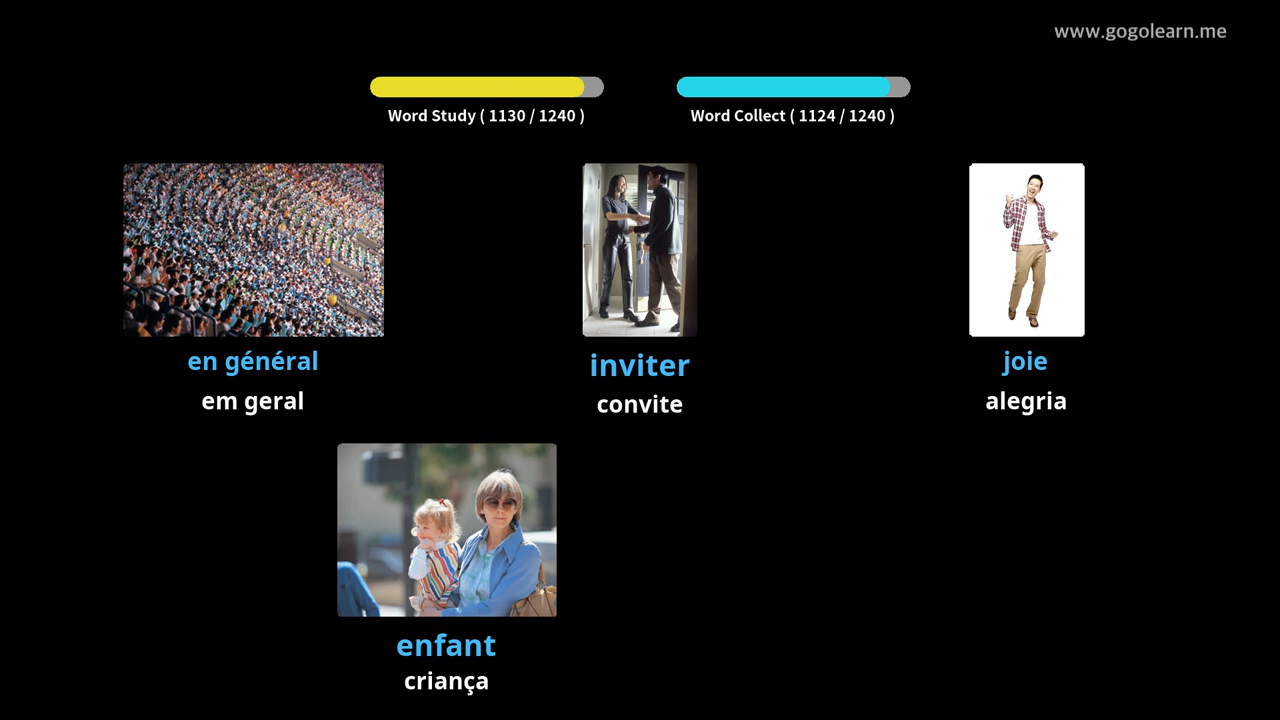 www.gogolearn.me
Word Study ( 1130 / 1240 )
Word Collect ( 1124 / 1240 )
en général
em geral
inviter
convite
joie
alegria
enfant
criança